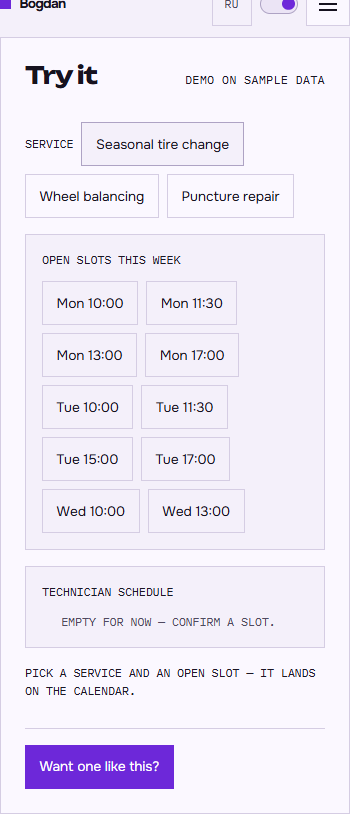 Bogdan
RU
Try it
DEMO ON SAMPLE DATA
SERVICE
Seasonal tire change
Wheel balancing
Puncture repair
OPEN SLOTS THIS WEEK
Mon 10:00
Mon 11:30
Mon 13:00
Mon 17:00
Tue 10:00
Tue 11:30
Tue 15:00
Tue 17:00
Wed 10:00
Wed 13:00
TECHNICIAN SCHEDULE
EMPTY FOR NOW — CONFIRM A SLOT.
PICK A SERVICE AND AN OPEN SLOT — IT LANDS
ON THE CALENDAR.
Want one like this?